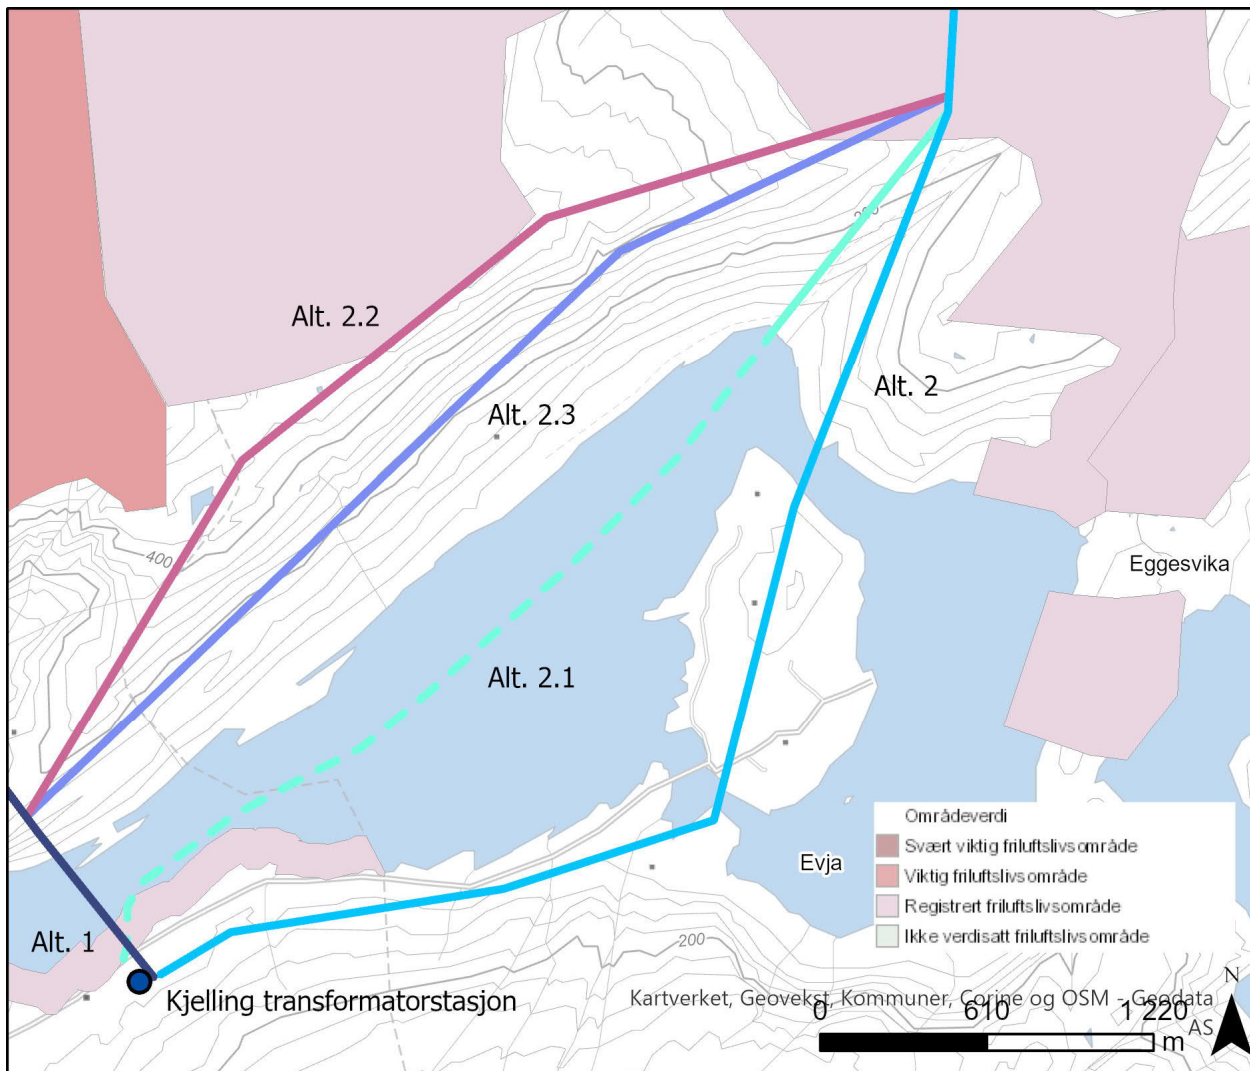 200
Alt. 2.2
Alt. 2
Alt. 2.3
400
Eggesvika
Alt. 2.1
Områdeverdi
Svært viktig friluftslivsområde
Viktig friluftslivsområde
Registrert friluftslivsområde
Ikke verdisatt friluftslivsområde
Evja
Alt. 1
200
Kjelling transformatorstasjon
Kartverket, Geovekst, Kommuner, Corine og OSM - Geodata
AS
N
0 610 1 220
m